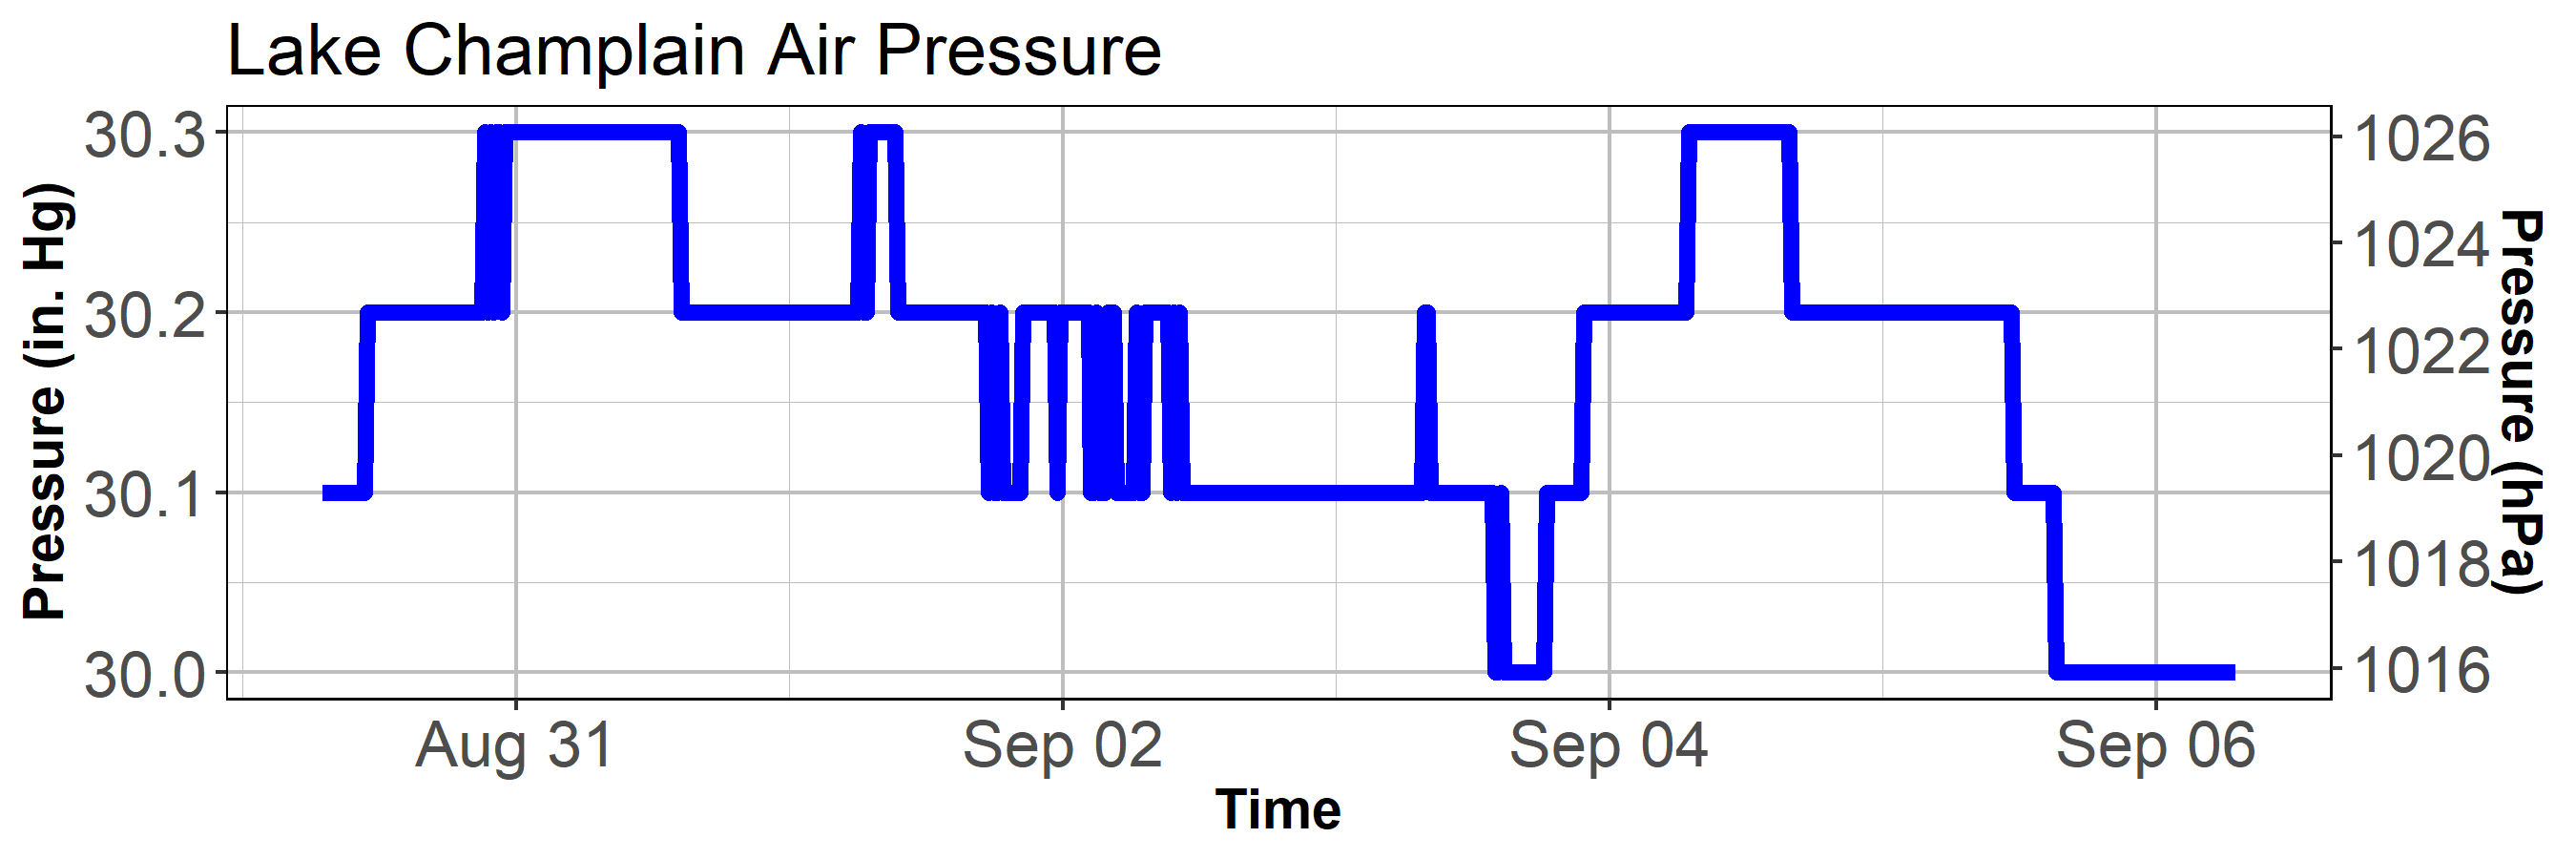 Lake Champlain Air Pressure
Pressure (in. Hg)
30.3
30.2
30.1
30.0
1026
1024
1022
1020
1018
1016
Pressure (hPa)
Aug 31
Sep 02
Sep 04
Sep 06
Time